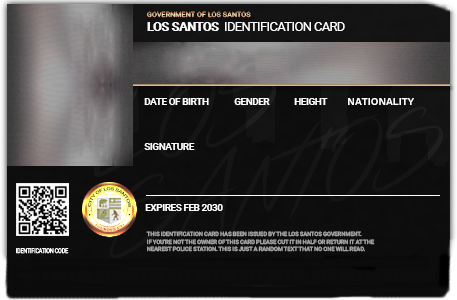 GOVERNMENT OF LOS SANTOS
LOS SANTOS IDENTIFICATION CARD
DATE OF BIRTH GENDER HEIGHT NATIONALITY
SIGNATURE
CITY OF LOS SANTOS
EXPIRES FEB 2030
IDENTIFICATION CODE
THIS IDENTIFICATION CARD HAS BEEN ISSUED BY THE LOS SANTOS GOVERNMENT.
IF YOU'RE NOT THE OWNER OF THIS CARD PLEASE CUT IT IN HALF OR RETURN IT AT THE
NEAREST POLICE STATION. THIS IS JUST A RANDOM TEXT THAT NO ONE WILL READ.